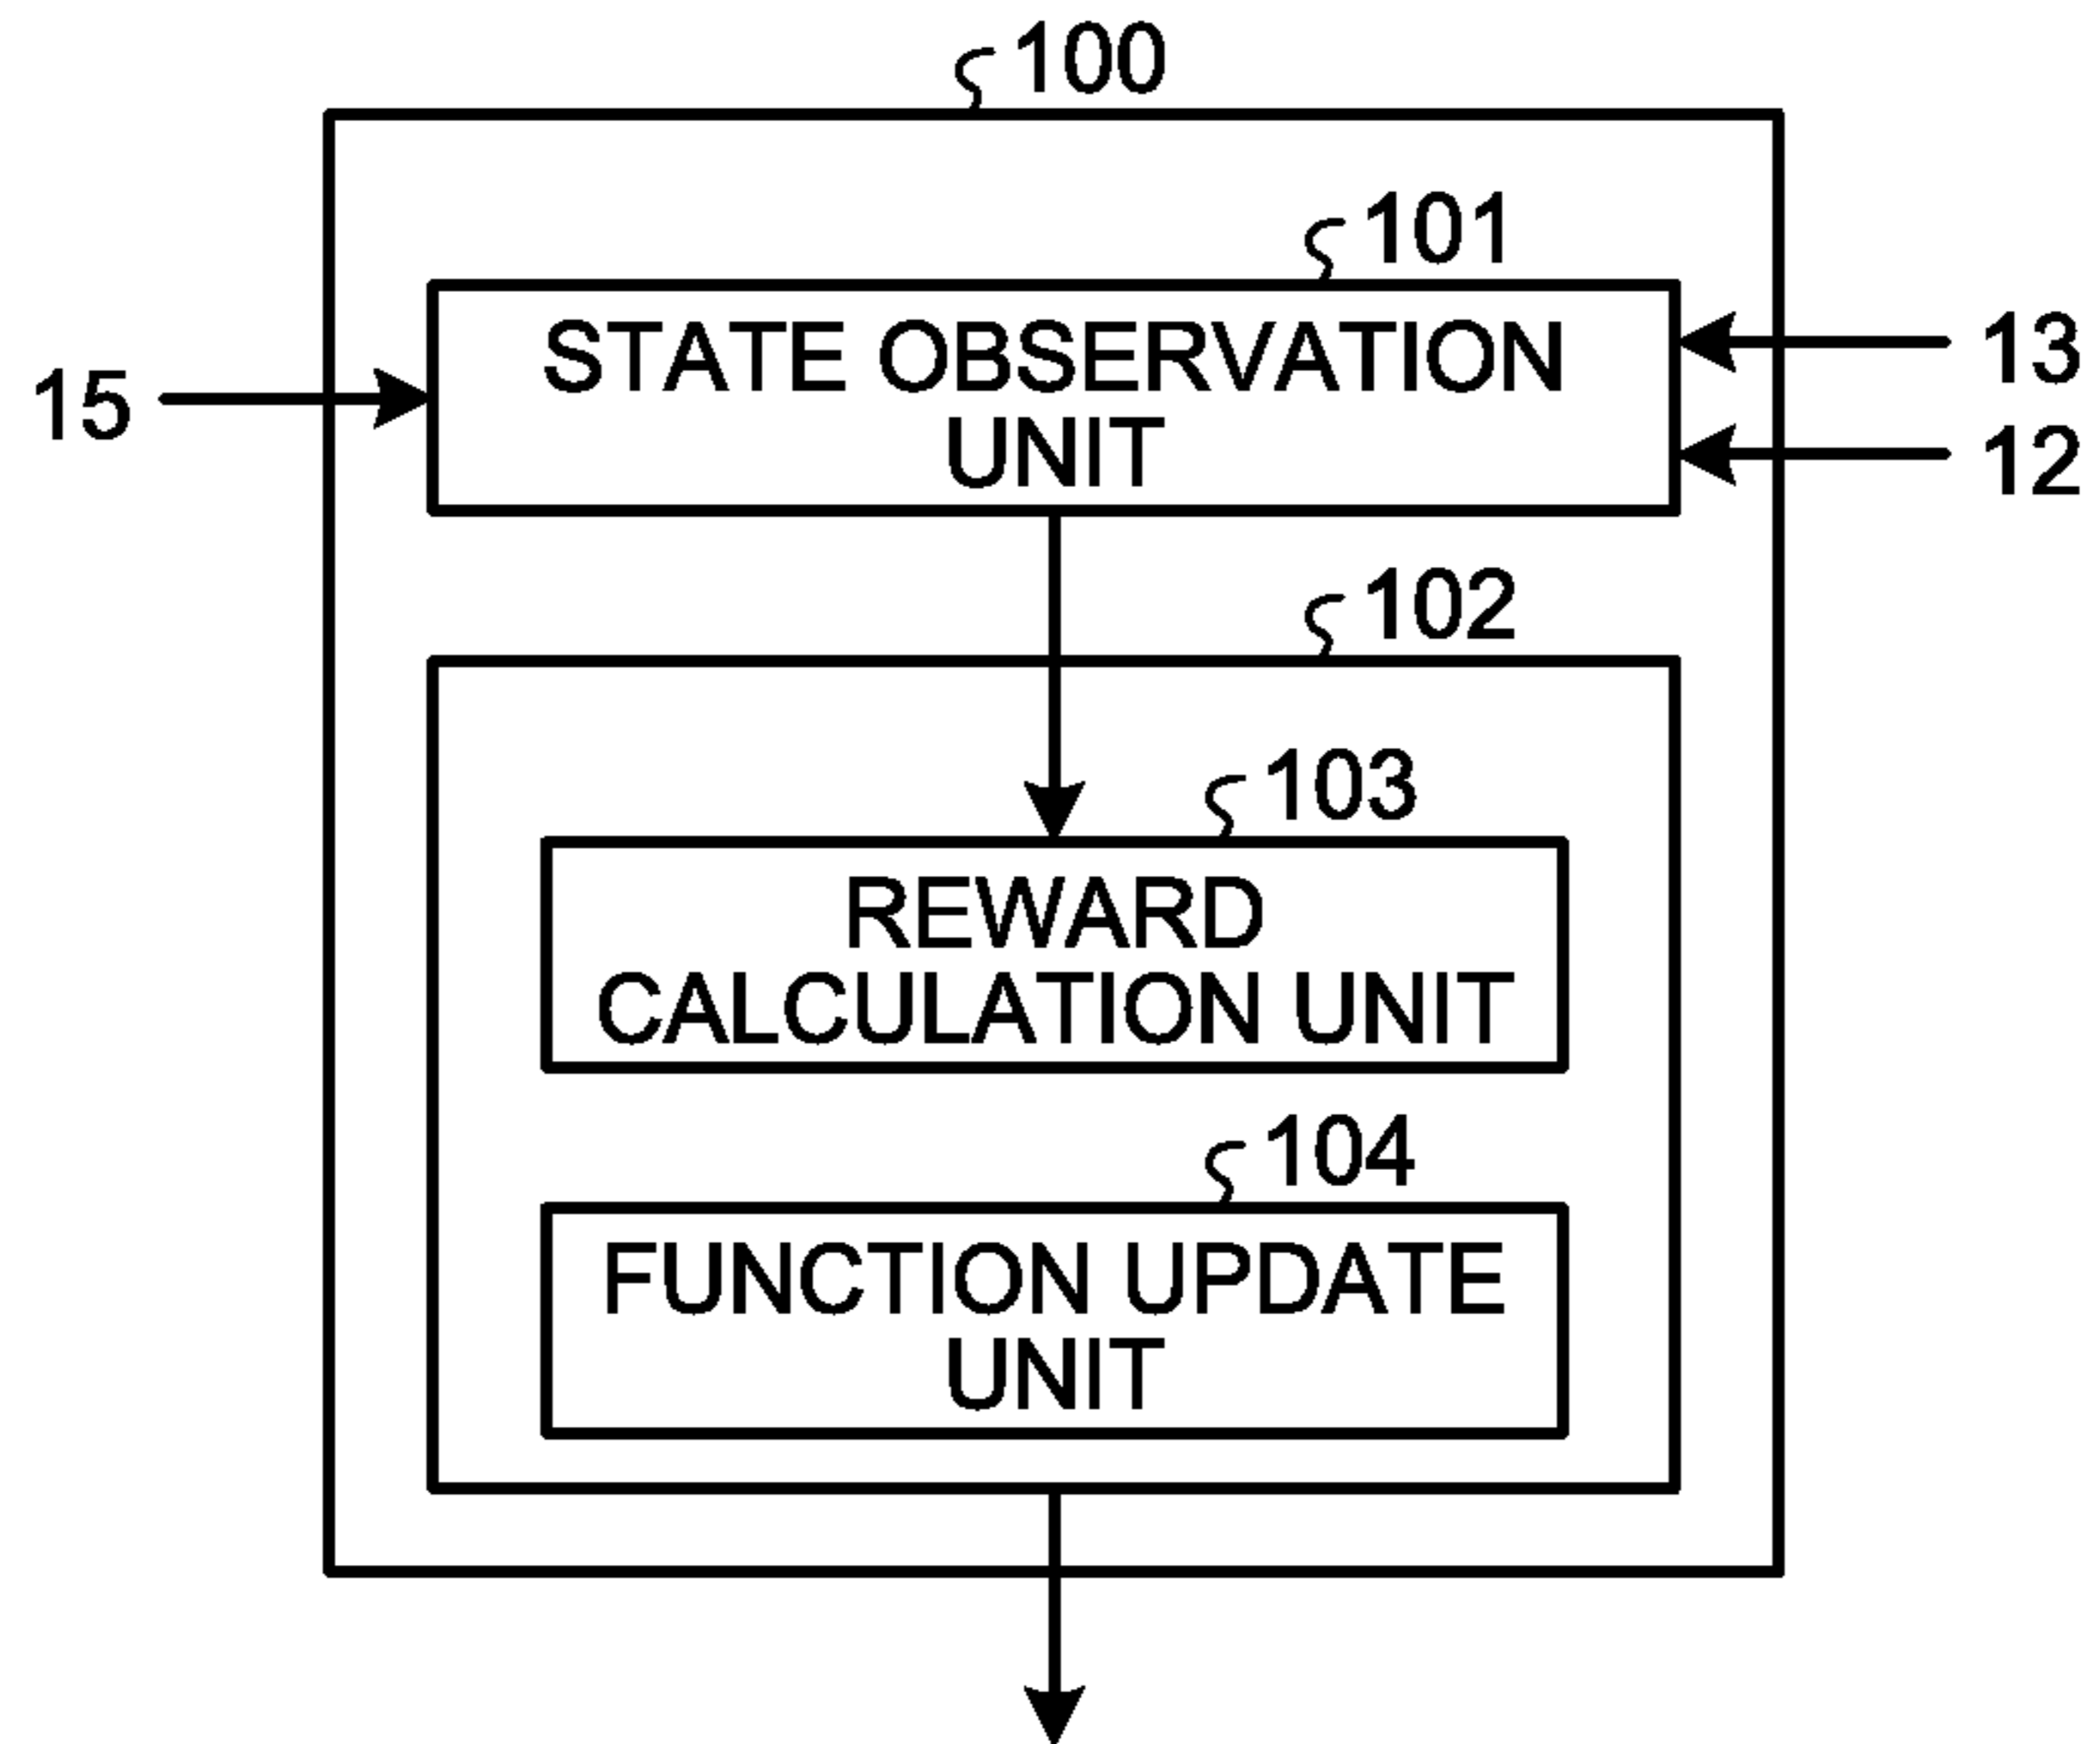 100
101
STATE OBSERVATION
UNIT
13
15
12
102
103
REWARD
CALCULATION UNIT
104
FUNCTION UPDATE
UNIT